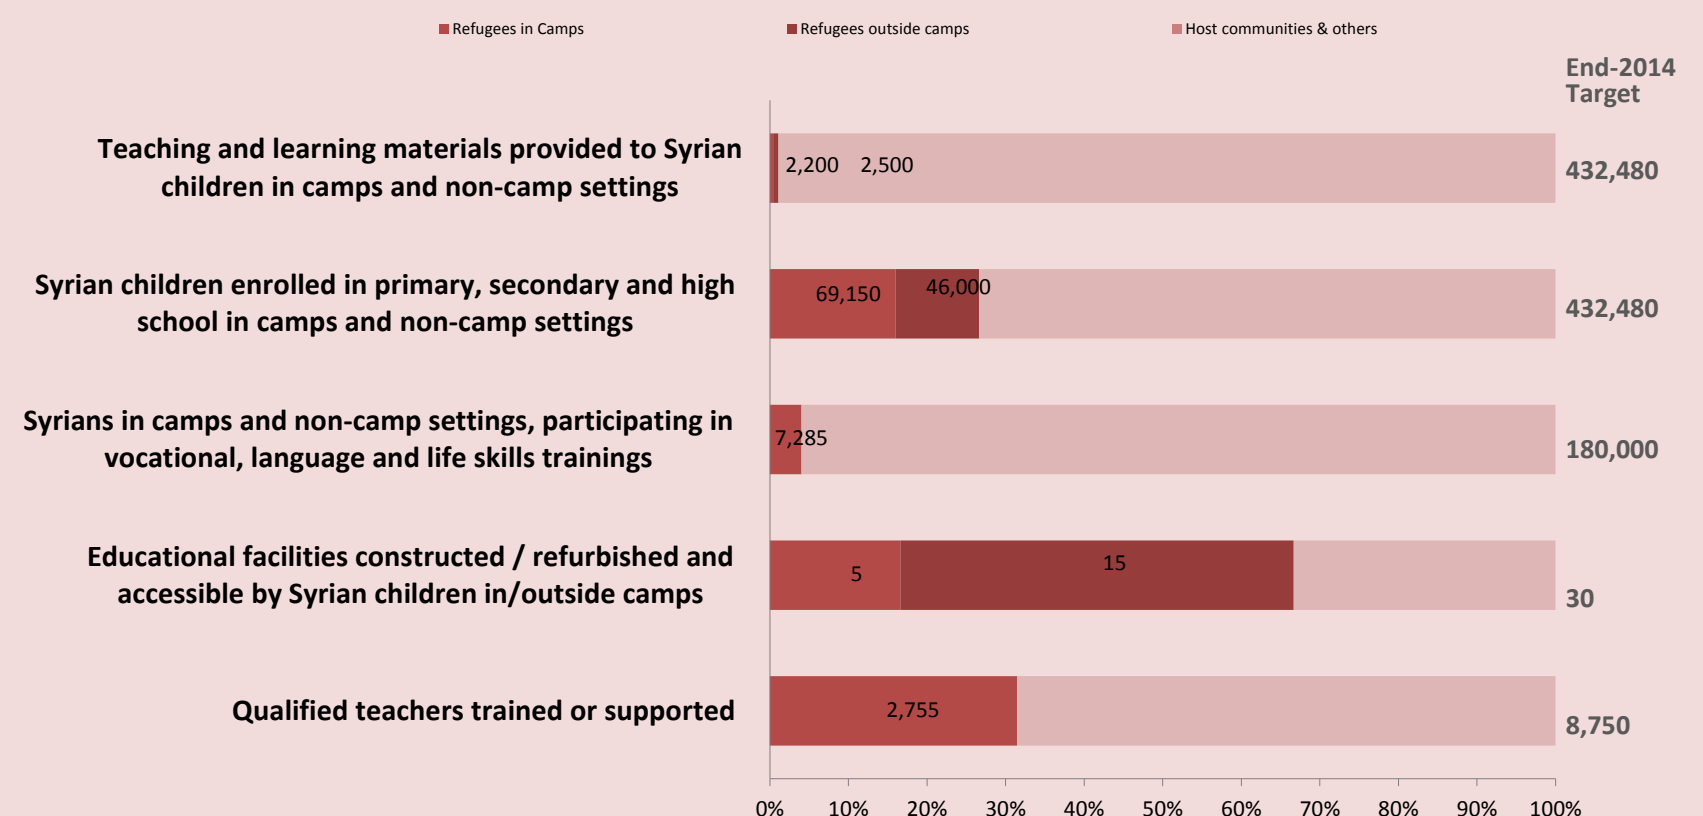 Refugees in Camps
Refugees outside camps
Host communities & others
End-2014
Target
Teaching and learning materials provided to Syrian
children in camps and non-camp settings
2,200
2,500
432,480
Syrian children enrolled in primary, secondary and high
school in camps and non-camp settings
69,150
46,000
432,480
Syrians in camps and non-camp settings, participating in
vocational, language and life skills trainings
7,285
180,000
Educational facilities constructed / refurbished and
accessible by Syrian children in/outside camps
5
15
30
Qualified teachers trained or supported
2,755
8,750
0% 10% 20% 30% 40% 50% 60% 70% 80% 90% 100%